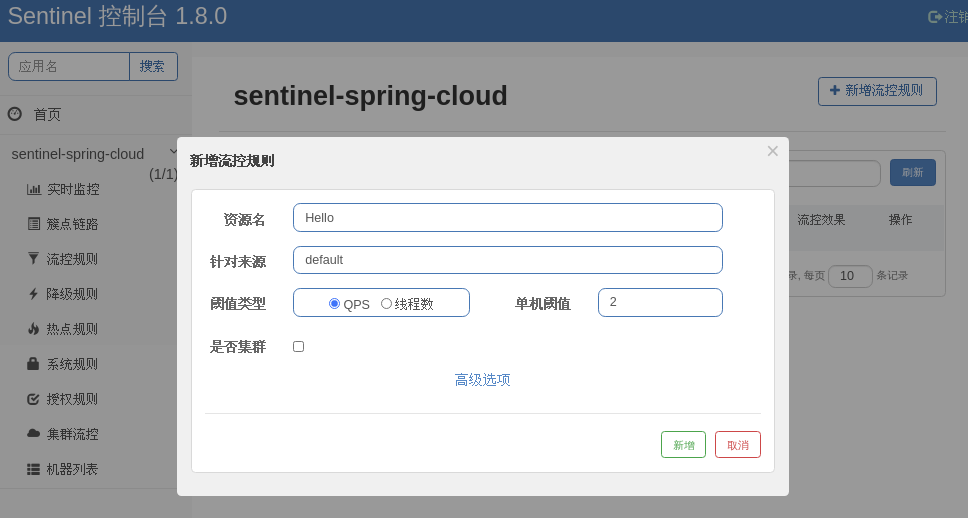 Sentinel 控制台 1.8.0
注销
应用名
搜索
首页
sentinel-spring-cloud
(1/1)
实时监控
簇点链路
流控规则
降级规则
热点规则
系统规则
授权规则
集群流控
机器列表
sentinel-spring-cloud
新增流控规则
刷新
流控效果 操作
录, 每页 10 条记录
新增流控规则
×
资源名 Hello
针对来源 default
阈值类型 QPS 线程数 单机阈值 2
是否集群
高级选项
新增 取消